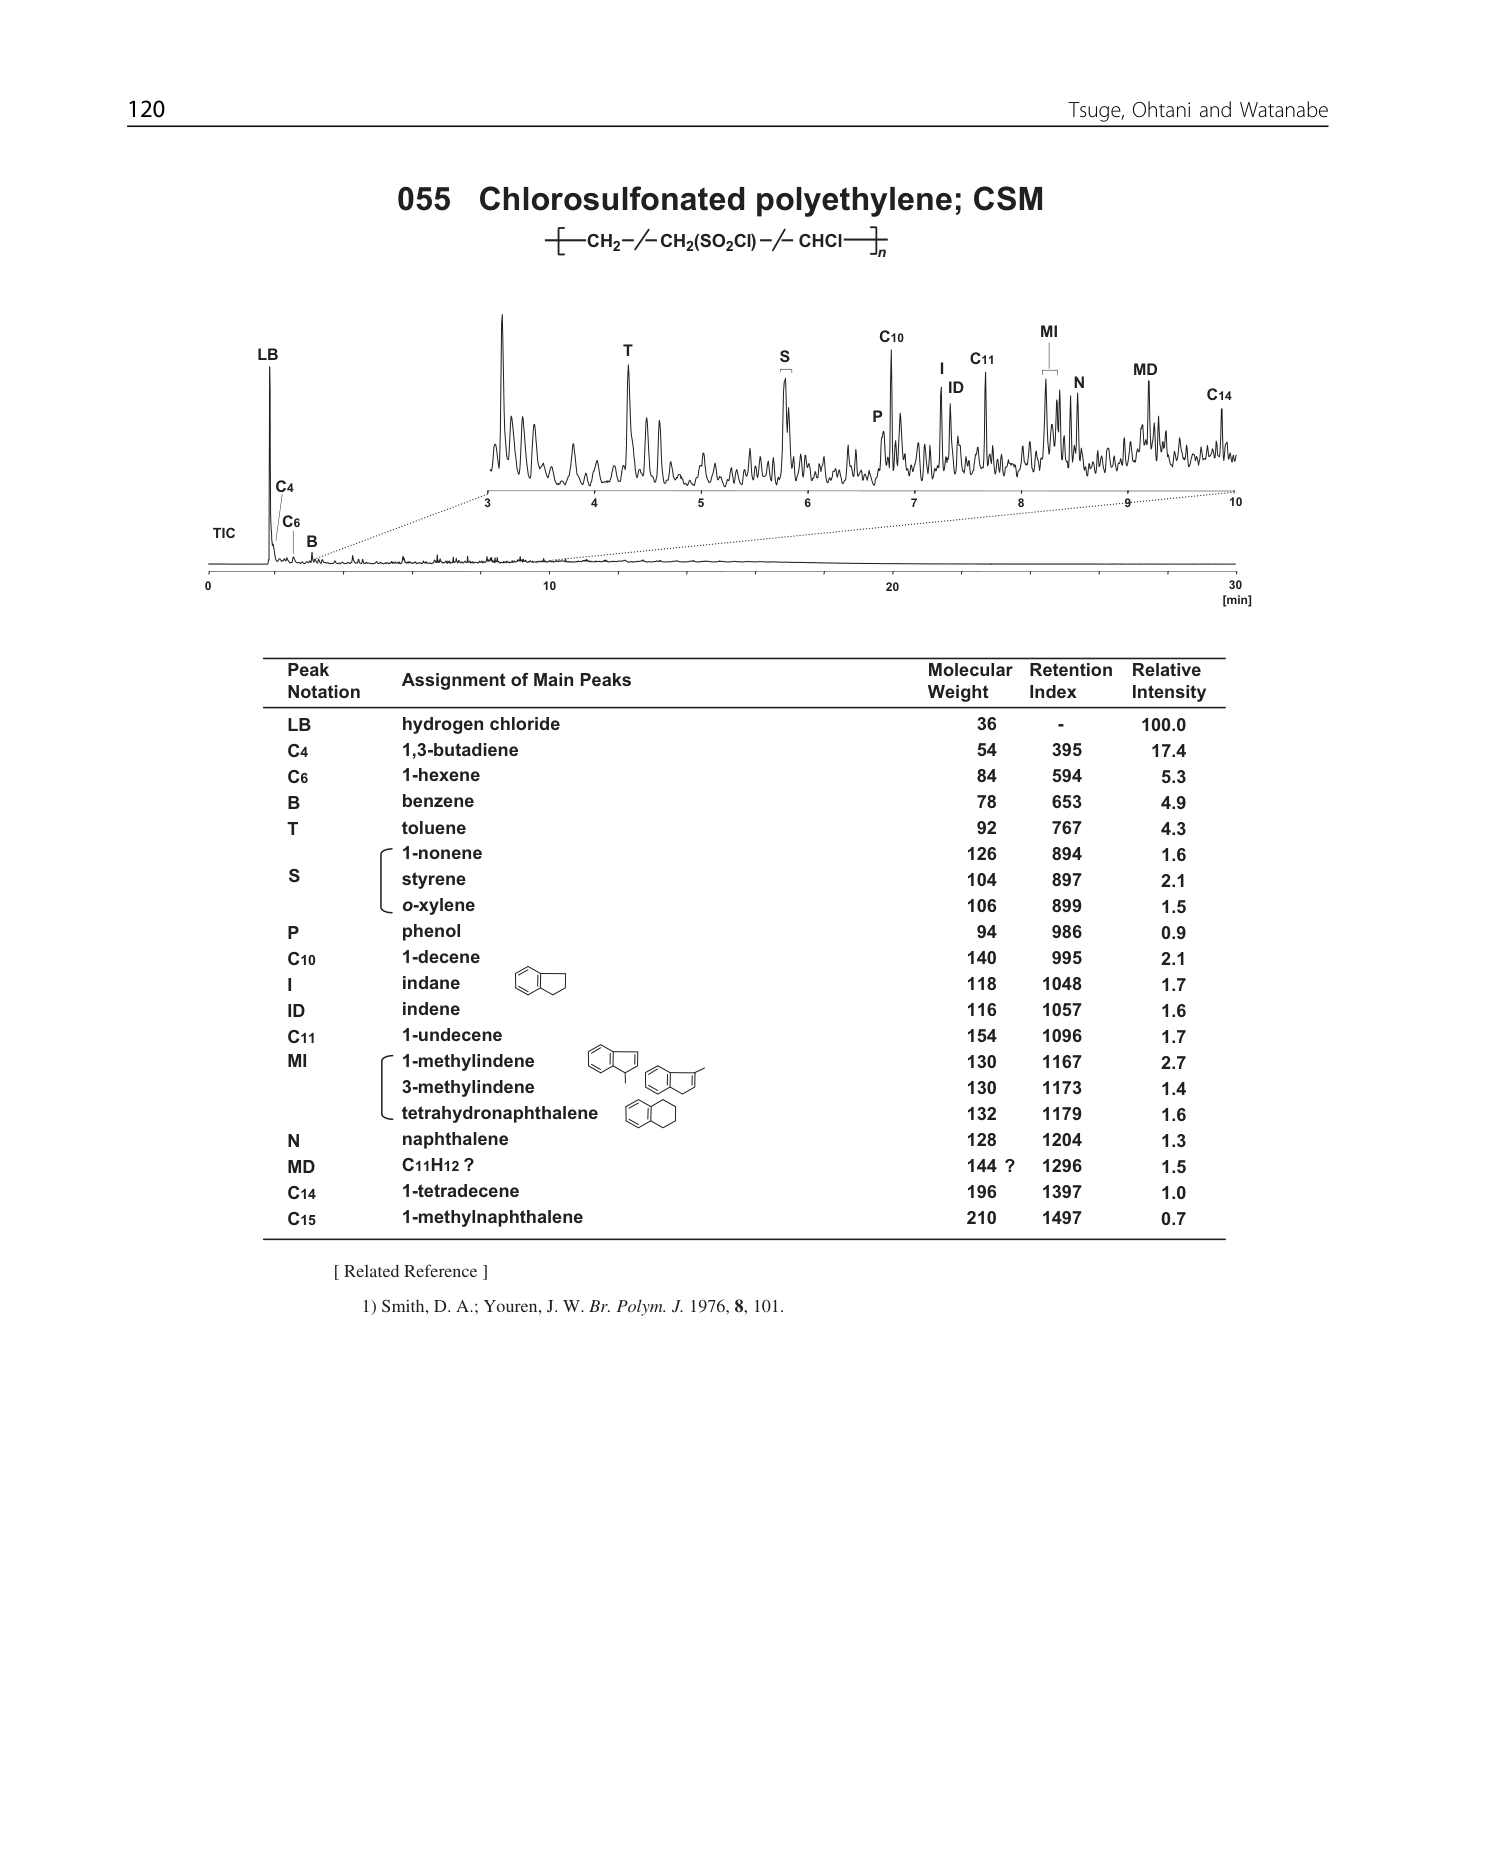 120
Tsuge, Ohtani and Watanabe
055 Chlorosulfonated polyethylene; CSM
[CH2-/-CH2(SO2Cl)-/-CHCl]n
LB
C4
C6
B
TIC
T
S
P
C10
I
ID
C11
MI
N
MD
C14
3 4 5 6 7 8 9 10
0 10 20 30
[min]
Peak Notation Assignment of Main Peaks Molecular Weight Retention Index Relative Intensity
LB hydrogen chloride 36 - 100.0
C4 1,3-butadiene 54 395 17.4
C6 1-hexene 84 594 5.3
B benzene 78 653 4.9
T toluene 92 767 4.3
1-nonene 126 894 1.6
S styrene 104 897 2.1
o-xylene 106 899 1.5
P phenol 94 986 0.9
C10 1-decene 140 995 2.1
I indane 118 1048 1.7
ID indene 116 1057 1.6
C11 1-undecene 154 1096 1.7
MI 1-methylindene 130 1167 2.7
3-methylindene 130 1173 1.4
tetrahydronaphthalene 132 1179 1.6
N naphthalene 128 1204 1.3
MD C11H12 ? 144 ? 1296 1.5
C14 1-tetradecene 196 1397 1.0
C15 1-methylnaphthalene 210 1497 0.7
[ Related Reference ]
1) Smith, D. A.; Youren, J. W. Br. Polym. J. 1976, 8, 101.